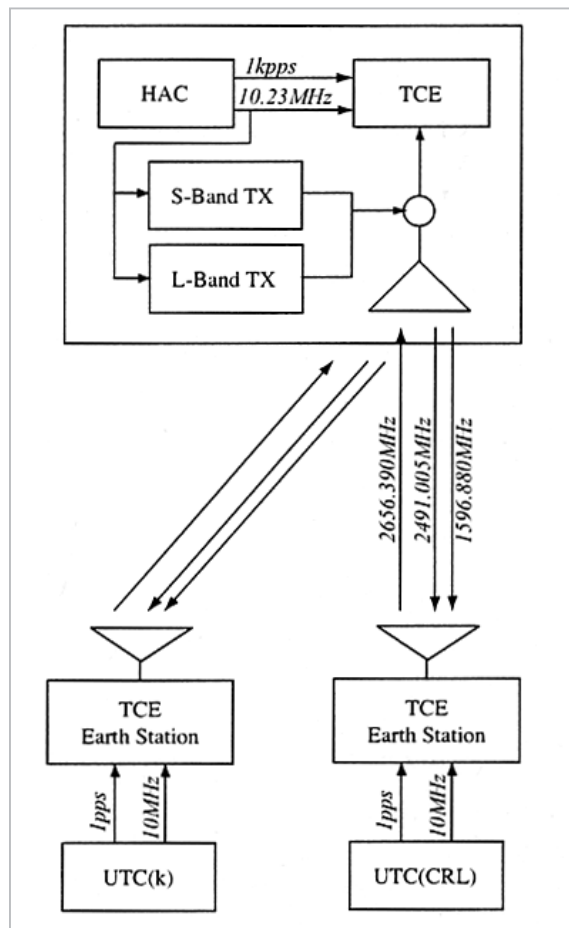 1kpps
HAC
10.23MHz
TCE
S-Band TX
L-Band TX
2656.390MHz
2491.005MHz
1596.880MHz
TCE
Earth Station
TCE
Earth Station
1pps
10MHz
1pps
10MHz
UTC(k)
UTC(CRL)